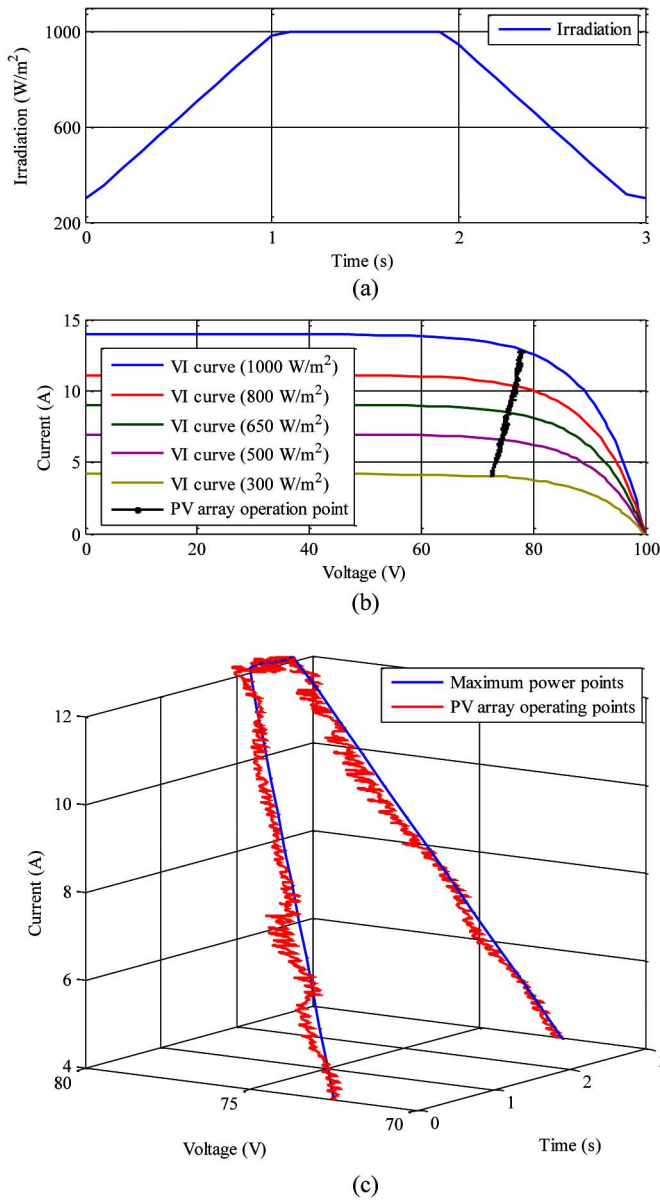 1000
600
200
Irradiation (W/m²)
Irradiation
0 1 2 3
Time (s)
(a)
15
10
5
0
Current (A)
VI curve (1000 W/m²)
VI curve (800 W/m²)
VI curve (650 W/m²)
VI curve (500 W/m²)
VI curve (300 W/m²)
PV array operation point
0 20 40 60 80 100
Voltage (V)
(b)
Maximum power points
PV array operating points
12
10
8
6
4
Current (A)
80 75 70
Voltage (V)
0 1 2
Time (s)
(c)